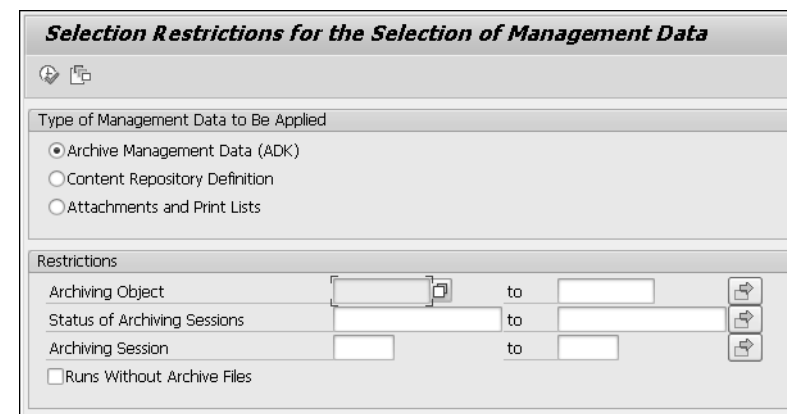 Selection Restrictions for the Selection of Management Data
Type of Management Data to Be Applied
Archive Management Data (ADK)
Content Repository Definition
Attachments and Print Lists
Restrictions
Archiving Object to
Status of Archiving Sessions to
Archiving Session to
Runs Without Archive Files